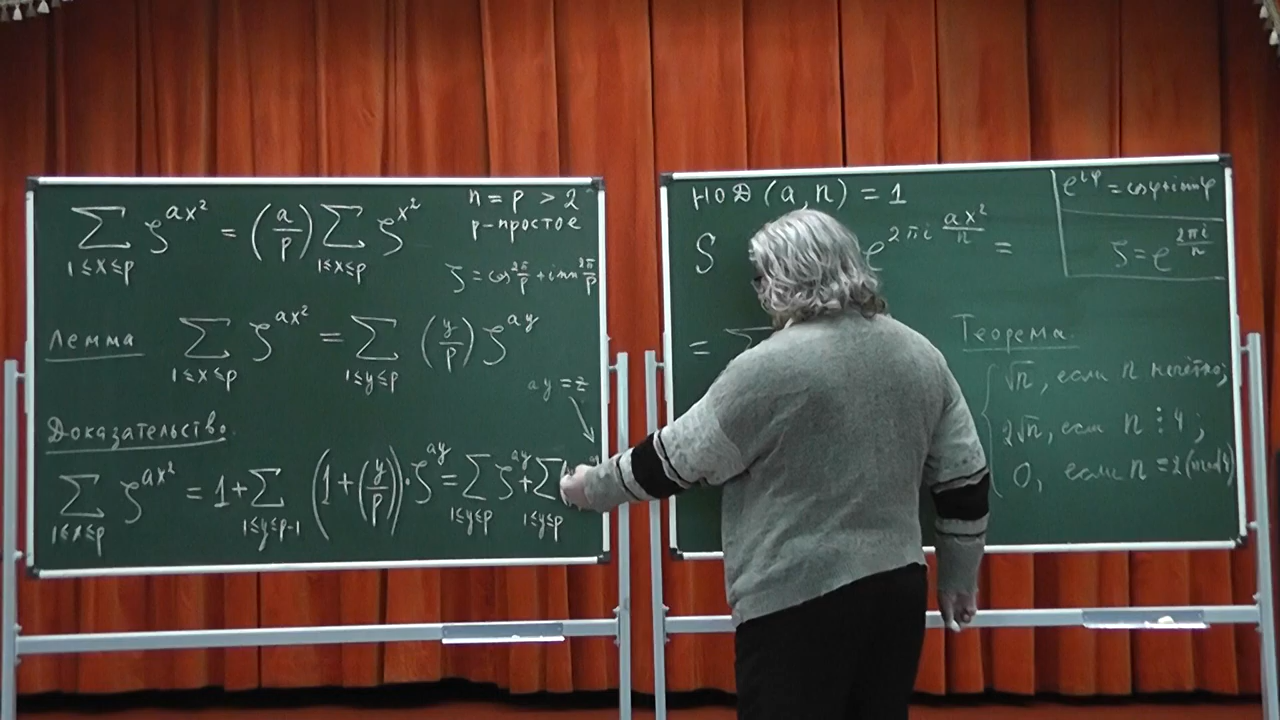 ∑_{1≤x≤p} ζ^{ax²} = (a/p) ∑_{1≤x≤p} ζ^{x²}
n = p > 2
p-простое
ζ = cos 2π/p + i sin 2π/p
Лемма ∑_{1≤x≤p} ζ^{ax²} = ∑_{1≤y≤p} (y/p) ζ^{ay}
ay = z
Доказательство.
∑_{1≤x≤p} ζ^{ax²} = 1 + ∑_{1≤y≤p-1} (1 + (y/p)) · ζ^{ay} = ∑_{1≤y≤p} ζ^{ay} + ∑_{1≤y≤p}
НОД (a, n) = 1
e^{iφ} = cosφ + i sinφ
S e^{2πi ax²/n} =
ζ = e^{2πi/n}
= ∑
Теорема.
√n, если n нечётно;
2√n, если n ⋮ 4;
0, если n ≡ 2 (mod 4)